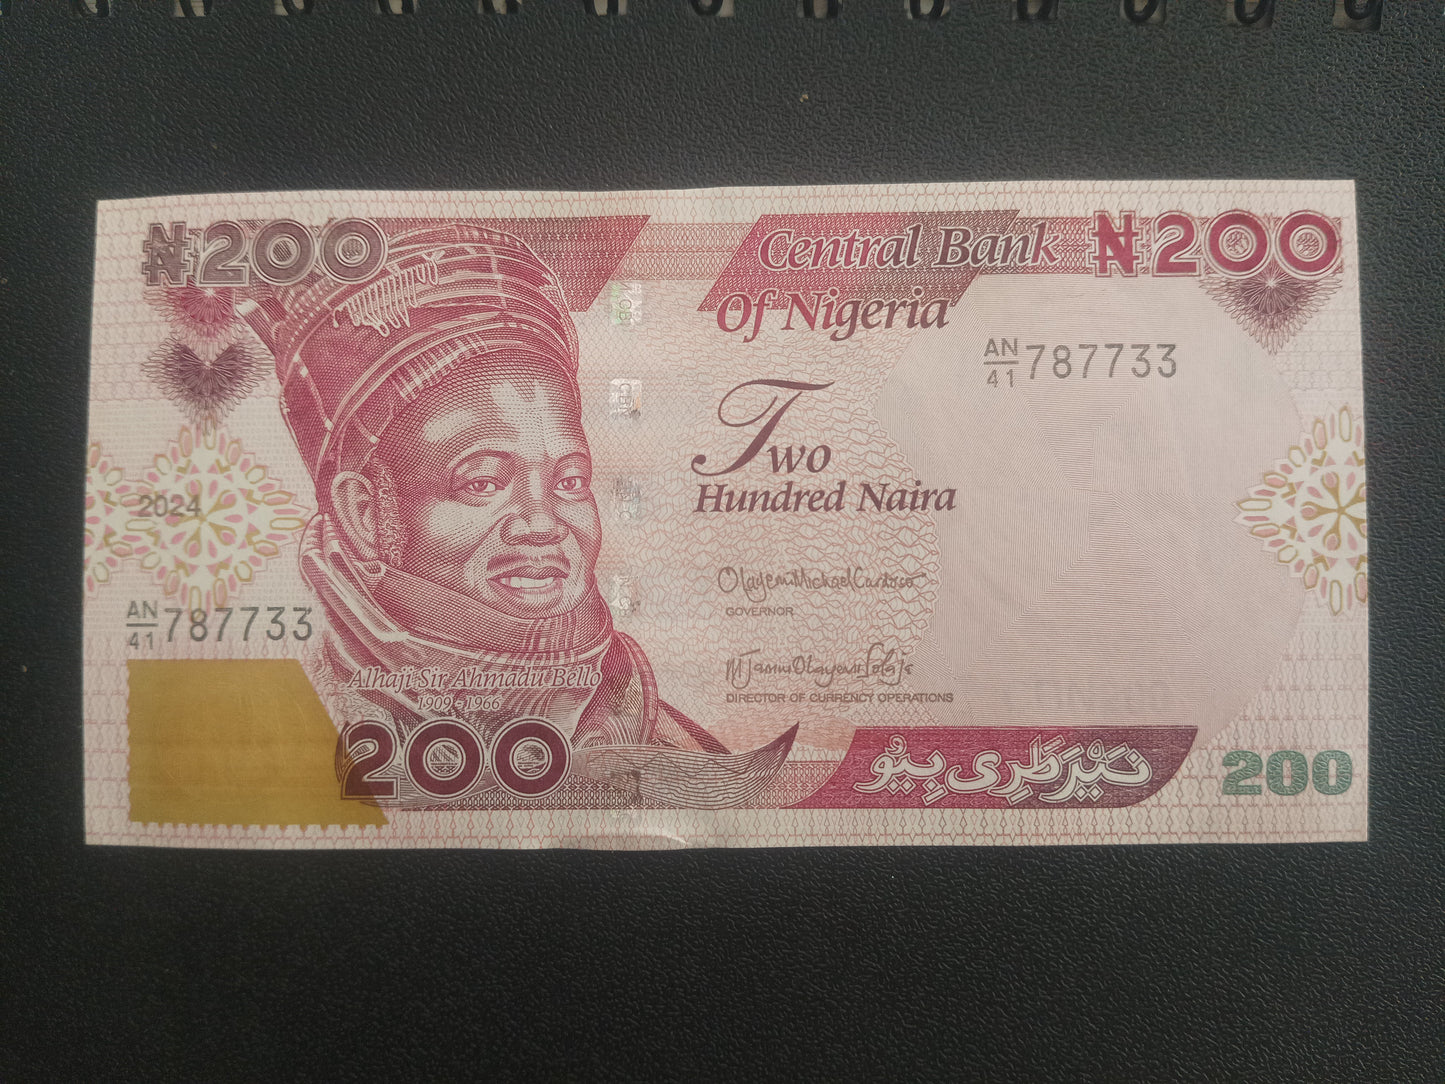 ₦200
Central Bank ₦200
Of Nigeria
AN/41 787733
Two
Hundred Naira
2024
GOVERNOR
AN/41 787733
DIRECTOR OF CURRENCY OPERATIONS
Alhaji Sir Ahmadu Bello
1909 - 1966
200
نَيْرَ طَرِى بِيُو
200